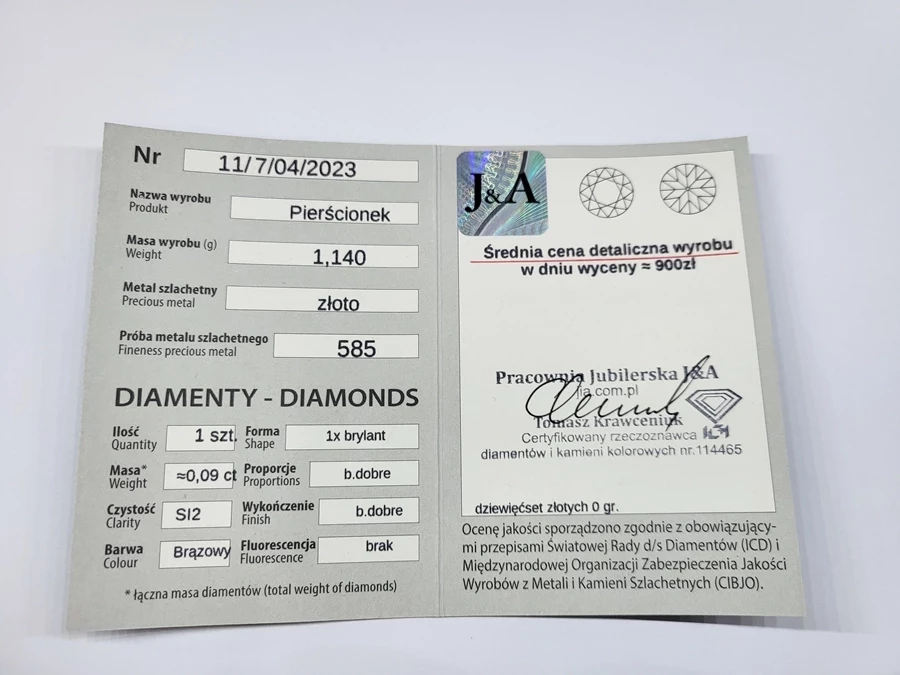 Nr 11/7/04/2023
Nazwa wyrobu
Produkt
Pierścionek
Masa wyrobu (g)
Weight
1,140
Metal szlachetny
Precious metal
złoto
Próba metalu szlachetnego
Fineness precious metal
585
DIAMENTY - DIAMONDS
Ilość
Quantity
1 szt.
Forma
Shape
1x brylant
Masa*
Weight
≈0,09 ct
Proporcje
Proportions
b.dobre
Czystość
Clarity
SI2
Wykończenie
Finish
b.dobre
Barwa
Colour
Brązowy
Fluorescencja
Fluorescence
brak
* łączna masa diamentów (total weight of diamonds)
J&A
Średnia cena detaliczna wyrobu
w dniu wyceny ≈ 900zł
Pracownia Jubilerska J&A
jia.com.pl
Tomasz Krawceniuk
Certyfikowany rzeczoznawca
diamentów i kamieni kolorowych nr.114465
dziewięćset złotych 0 gr.
Ocenę jakości sporządzono zgodnie z obowiązują-
mi przepisami Światowej Rady d/s Diamentów (ICD) i
Międzynarodowej Organizacji Zabezpieczenia Jakości
Wyrobów z Metali i Kamieni Szlachetnych (CIBJO).